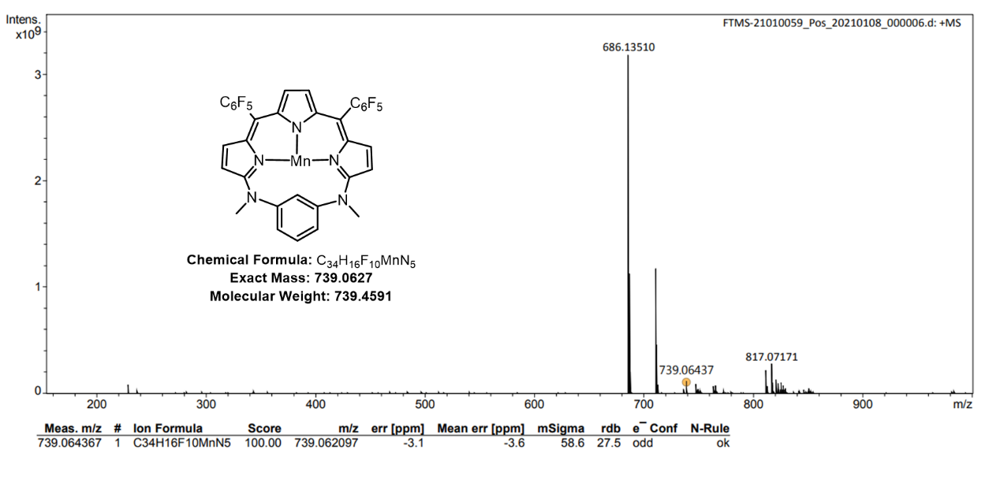 Intens.
x10⁹
FTMS-21010059_Pos_20210108_000006.d: +MS
686.13510
3
C₆F₅
C₆F₅
N
N
Mn
N
2
N
N
Chemical Formula: C₃₄H₁₆F₁₀MnN₅
Exact Mass: 739.0627
Molecular Weight: 739.4591
1
739.06437
817.07171
0
200 300 400 500 600 700 800 900 m/z
Meas. m/z # Ion Formula Score m/z err [ppm] Mean err [ppm] mSigma rdb e⁻ Conf N-Rule
739.064367 1 C34H16F10MnN5 100.00 739.062097 -3.1 -3.6 58.6 27.5 odd ok